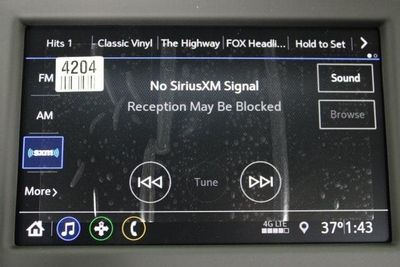 Hits 1 Classic Vinyl The Highway FOX Headli... Hold to Set
4204
FM
No SiriusXM Signal
Sound
Reception May Be Blocked
AM
Browse
sxm
Tune
More
4G LTE
37° 1:43